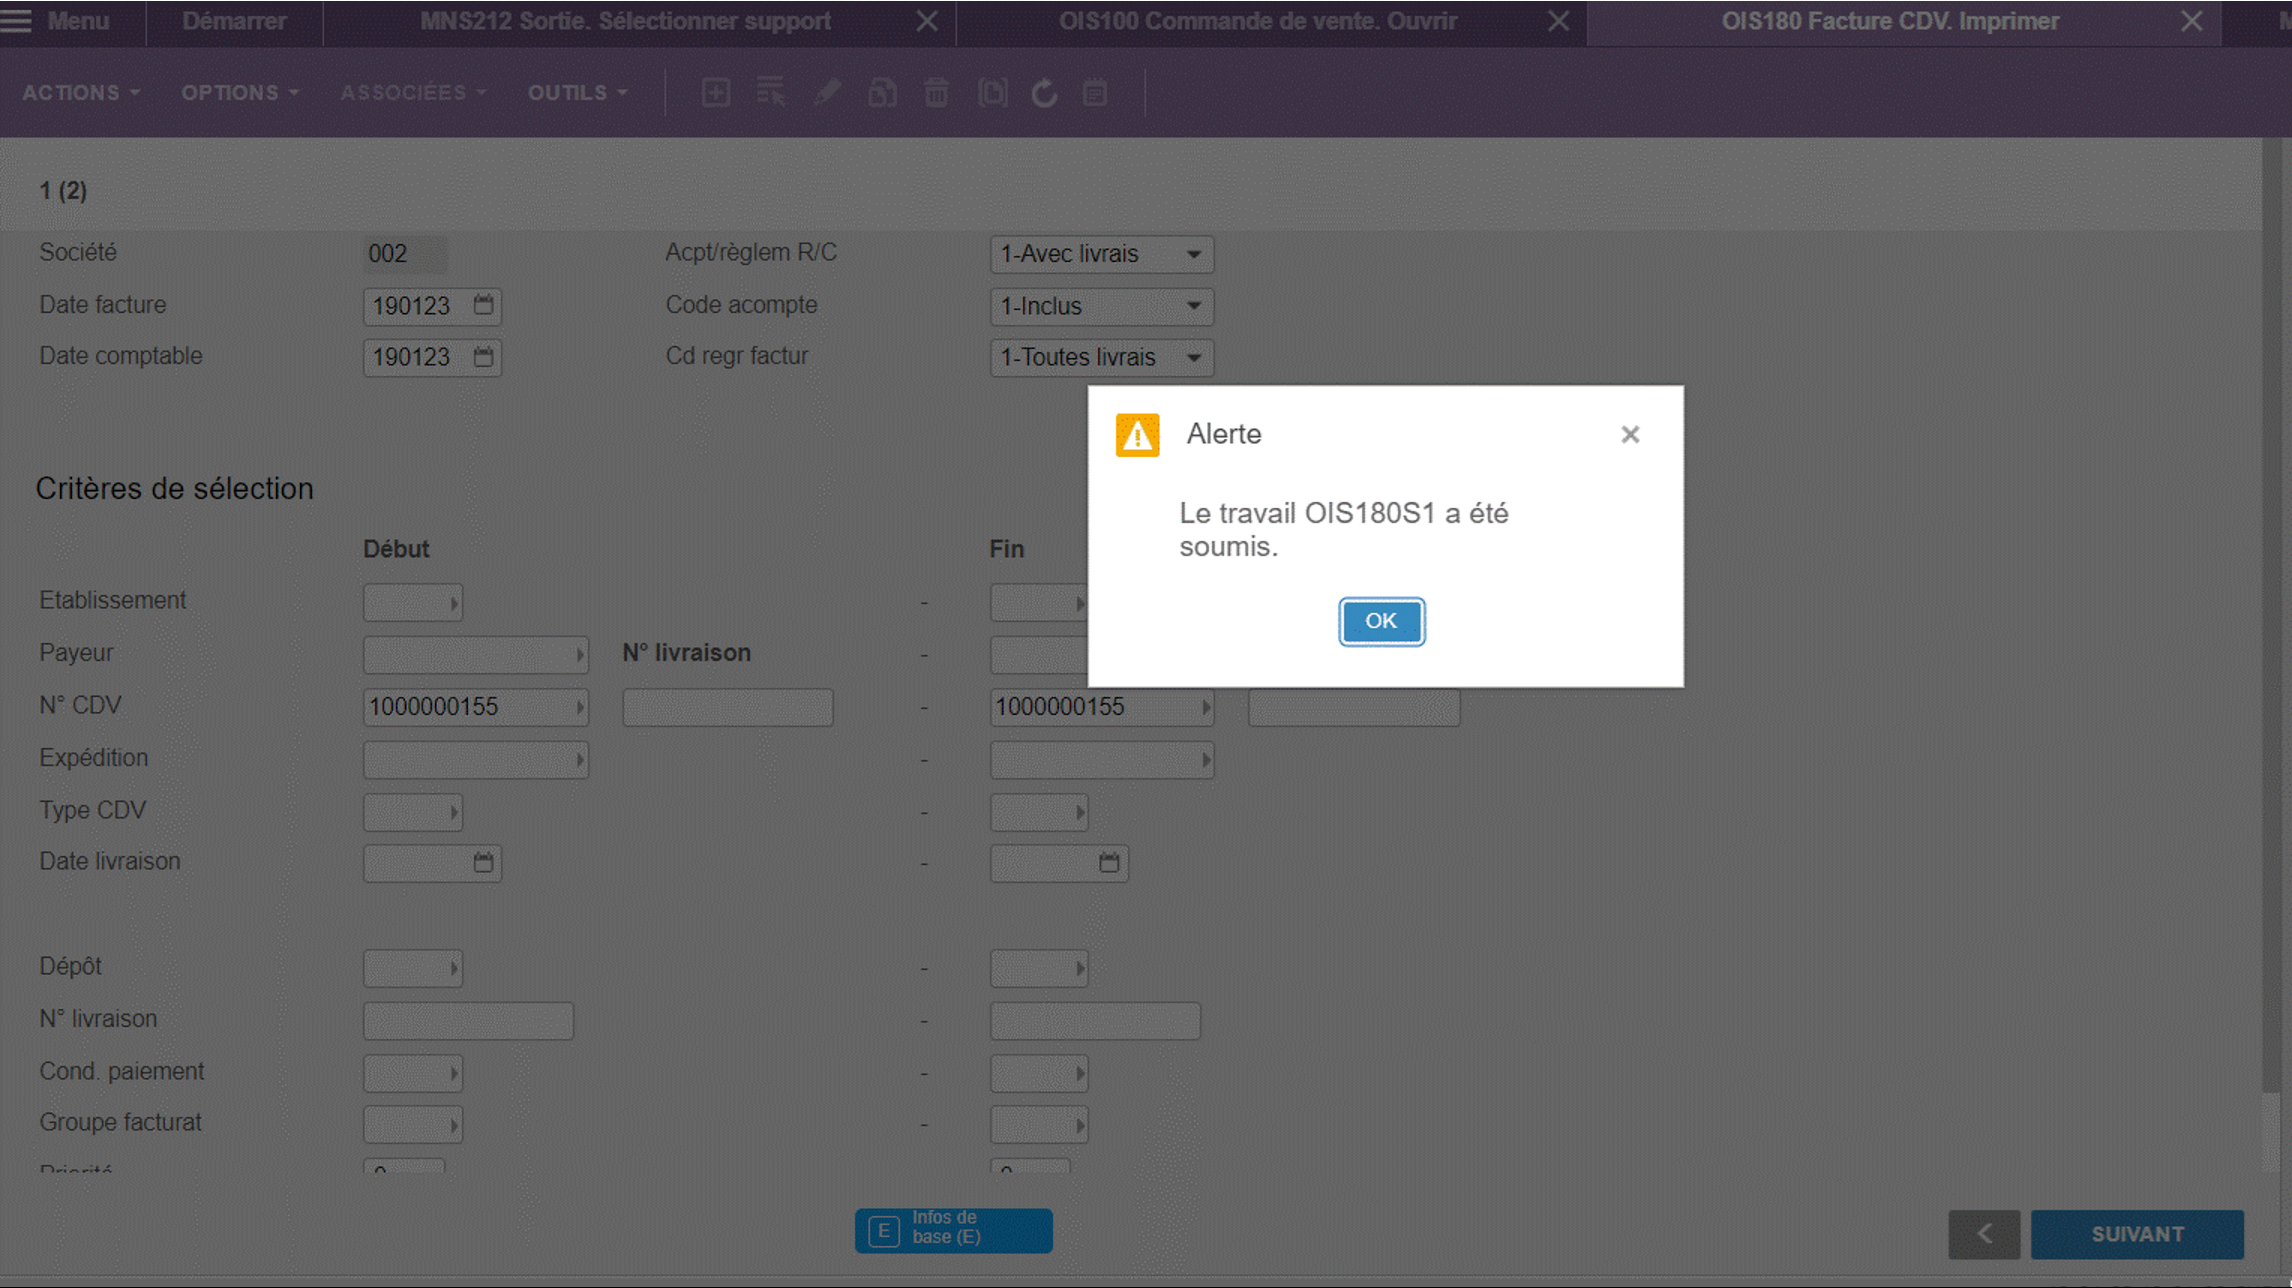 Menu
Démarrer
MNS212 Sortie. Sélectionner support
OIS100 Commande de vente. Ouvrir
OIS180 Facture CDV. Imprimer
ACTIONS
OPTIONS
ASSOCIÉES
OUTILS
1 (2)
Société 002 Acpt/règlem R/C 1-Avec livrais
Date facture 190123 Code acompte 1-Inclus
Date comptable 190123 Cd regr factur 1-Toutes livrais
Alerte
Le travail OIS180S1 a été
soumis.
OK
Critères de sélection
Début Fin
Etablissement -
Payeur N° livraison -
N° CDV 1000000155 - 1000000155
Expédition -
Type CDV -
Date livraison -
Dépôt -
N° livraison -
Cond. paiement -
Groupe facturat -
Priorité
E Infos de
base (E)
< SUIVANT